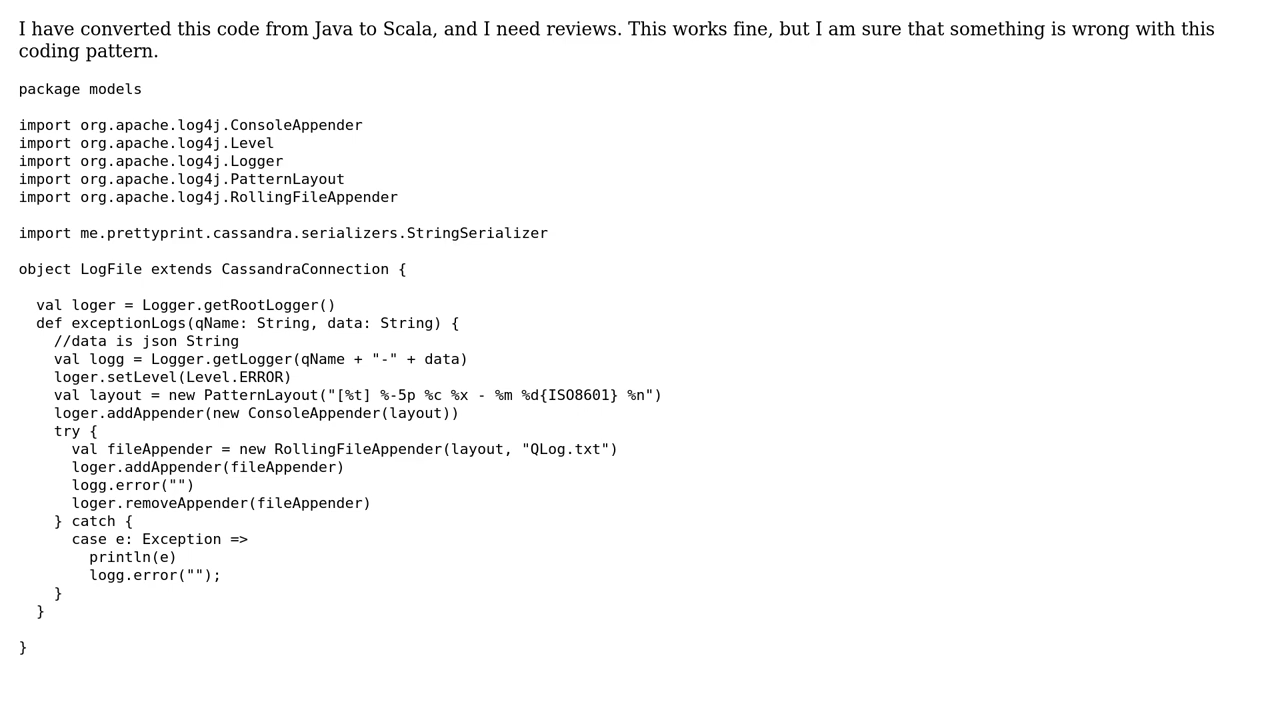 I have converted this code from Java to Scala, and I need reviews. This works fine, but I am sure that something is wrong with this
coding pattern.
package models
import org.apache.log4j.ConsoleAppender
import org.apache.log4j.Level
import org.apache.log4j.Logger
import org.apache.log4j.PatternLayout
import org.apache.log4j.RollingFileAppender
import me.prettyprint.cassandra.serializers.StringSerializer
object LogFile extends CassandraConnection {
  val loger = Logger.getRootLogger()
  def exceptionLogs(qName: String, data: String) {
    //data is json String
    val logg = Logger.getLogger(qName + "-" + data)
    loger.setLevel(Level.ERROR)
    val layout = new PatternLayout("[%t] %-5p %c %x - %m %d{ISO8601} %n")
    loger.addAppender(new ConsoleAppender(layout))
    try {
      val fileAppender = new RollingFileAppender(layout, "QLog.txt")
      loger.addAppender(fileAppender)
      logg.error("")
      loger.removeAppender(fileAppender)
    } catch {
      case e: Exception =>
        println(e)
        logg.error("");
    }
  }
}